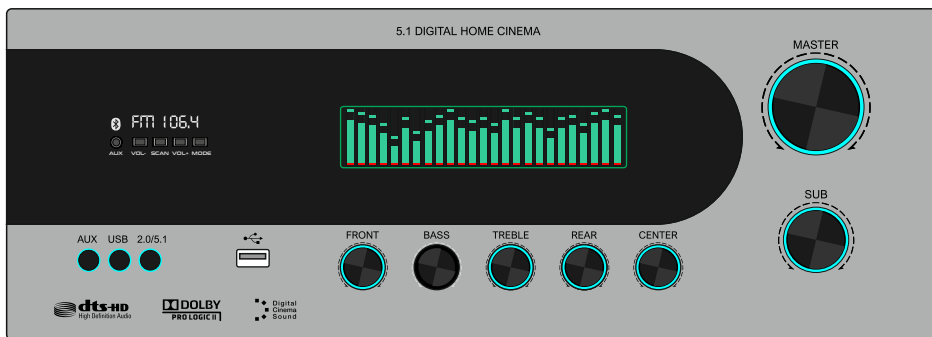 5.1 DIGITAL HOME CINEMA
MASTER
FM 106.4
AUX VOL- SCAN VOL+ MODE
SUB
AUX USB 2.0/5.1
FRONT BASS TREBLE REAR CENTER
dts-HD
High Definition Audio
DOLBY
PRO LOGIC II
Digital
Cinema
Sound